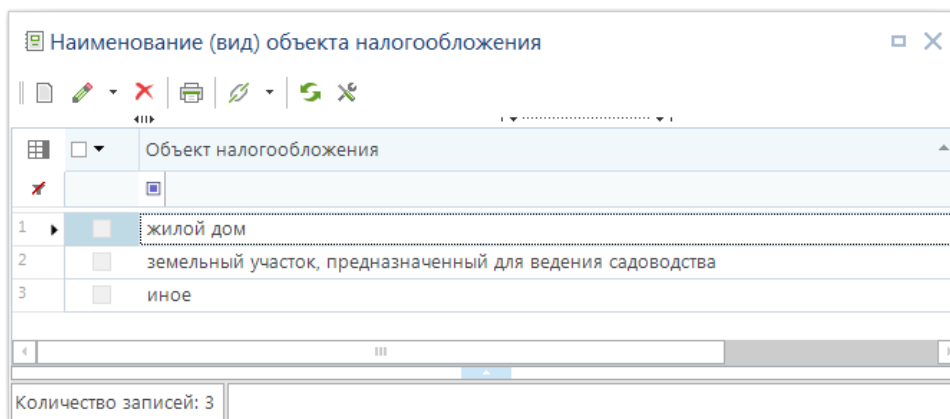 Наименование (вид) объекта налогообложения
Объект налогообложения
1 жилой дом
2 земельный участок, предназначенный для ведения садоводства
3 иное
Количество записей: 3